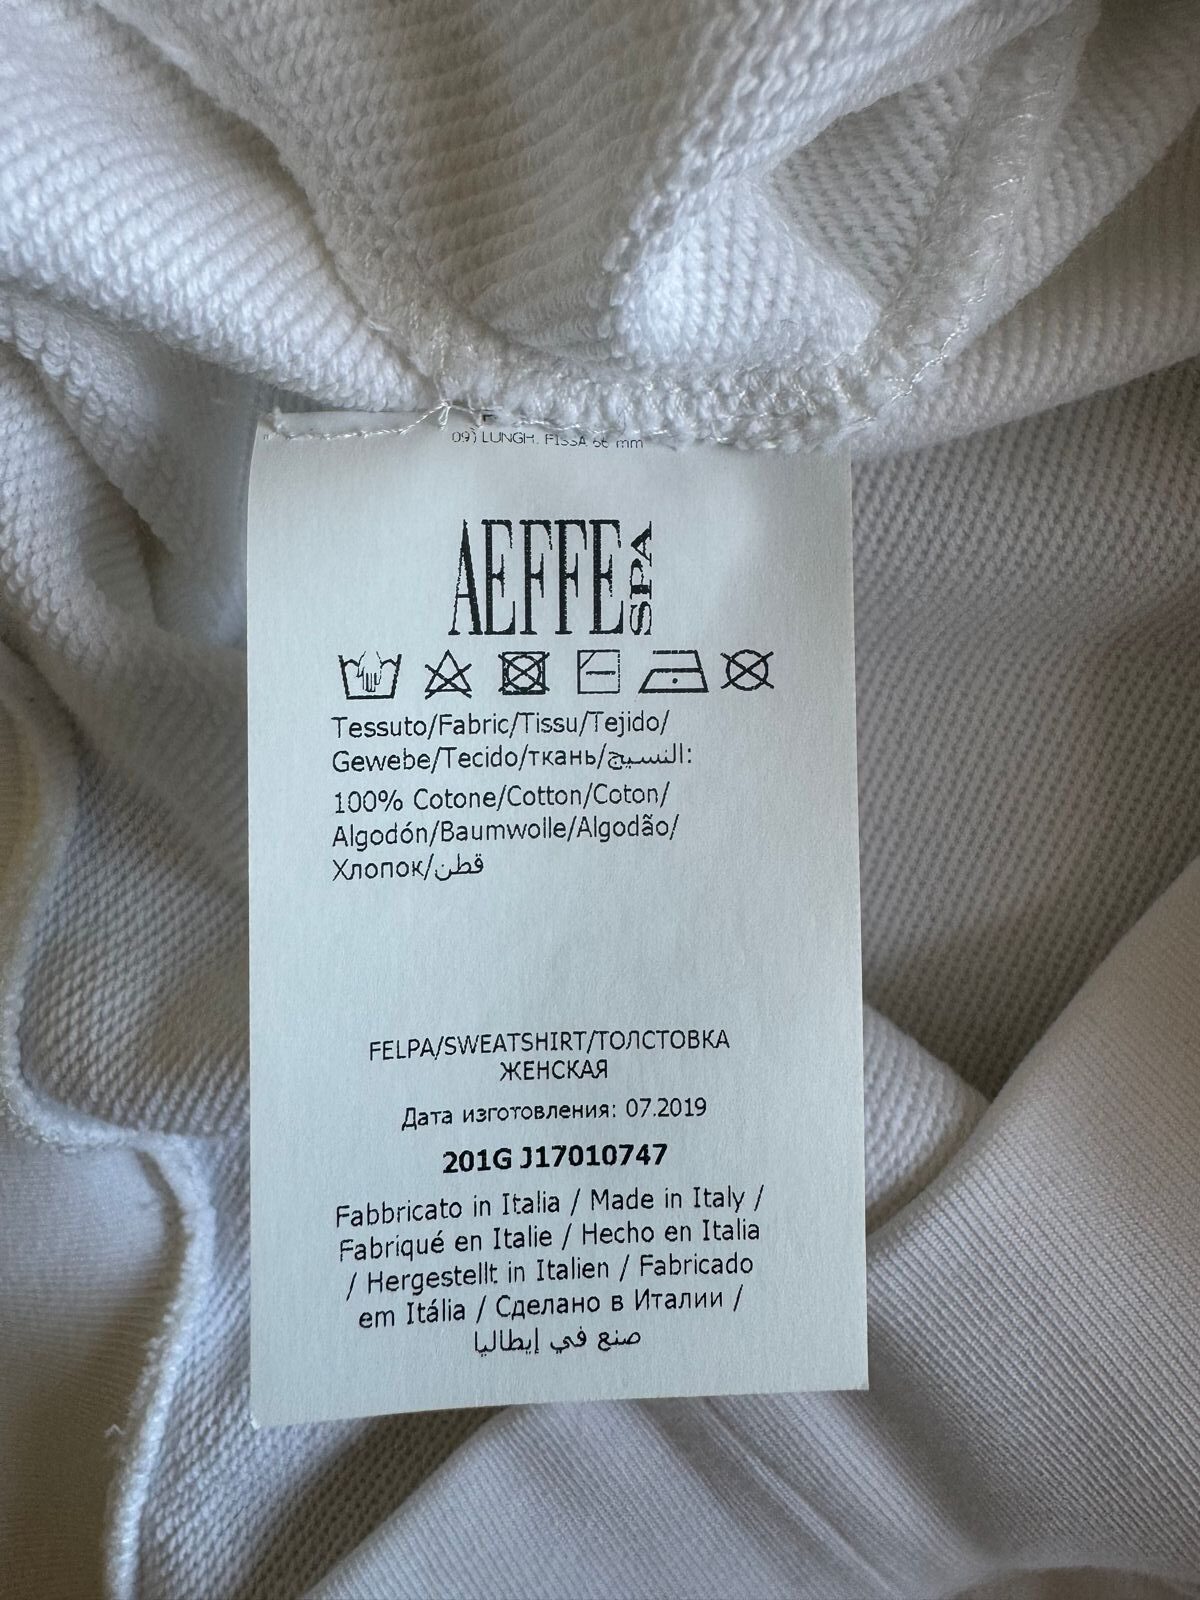 09) LUNGH. FISSA 66 mm
AEFFE SPA
Tessuto/Fabric/Tissu/Tejido/
Gewebe/Tecido/ткань/النسيج:
100% Cotone/Cotton/Coton/
Algodón/Baumwolle/Algodão/
Хлопок/قطن
FELPA/SWEATSHIRT/ТОЛСТОВКА
ЖЕНСКАЯ
Дата изготовления: 07.2019
201G J17010747
Fabbricato in Italia / Made in Italy /
Fabriqué en Italie / Hecho en Italia
/ Hergestellt in Italien / Fabricado
em Itália / Сделано в Италии /
صنع في إيطاليا